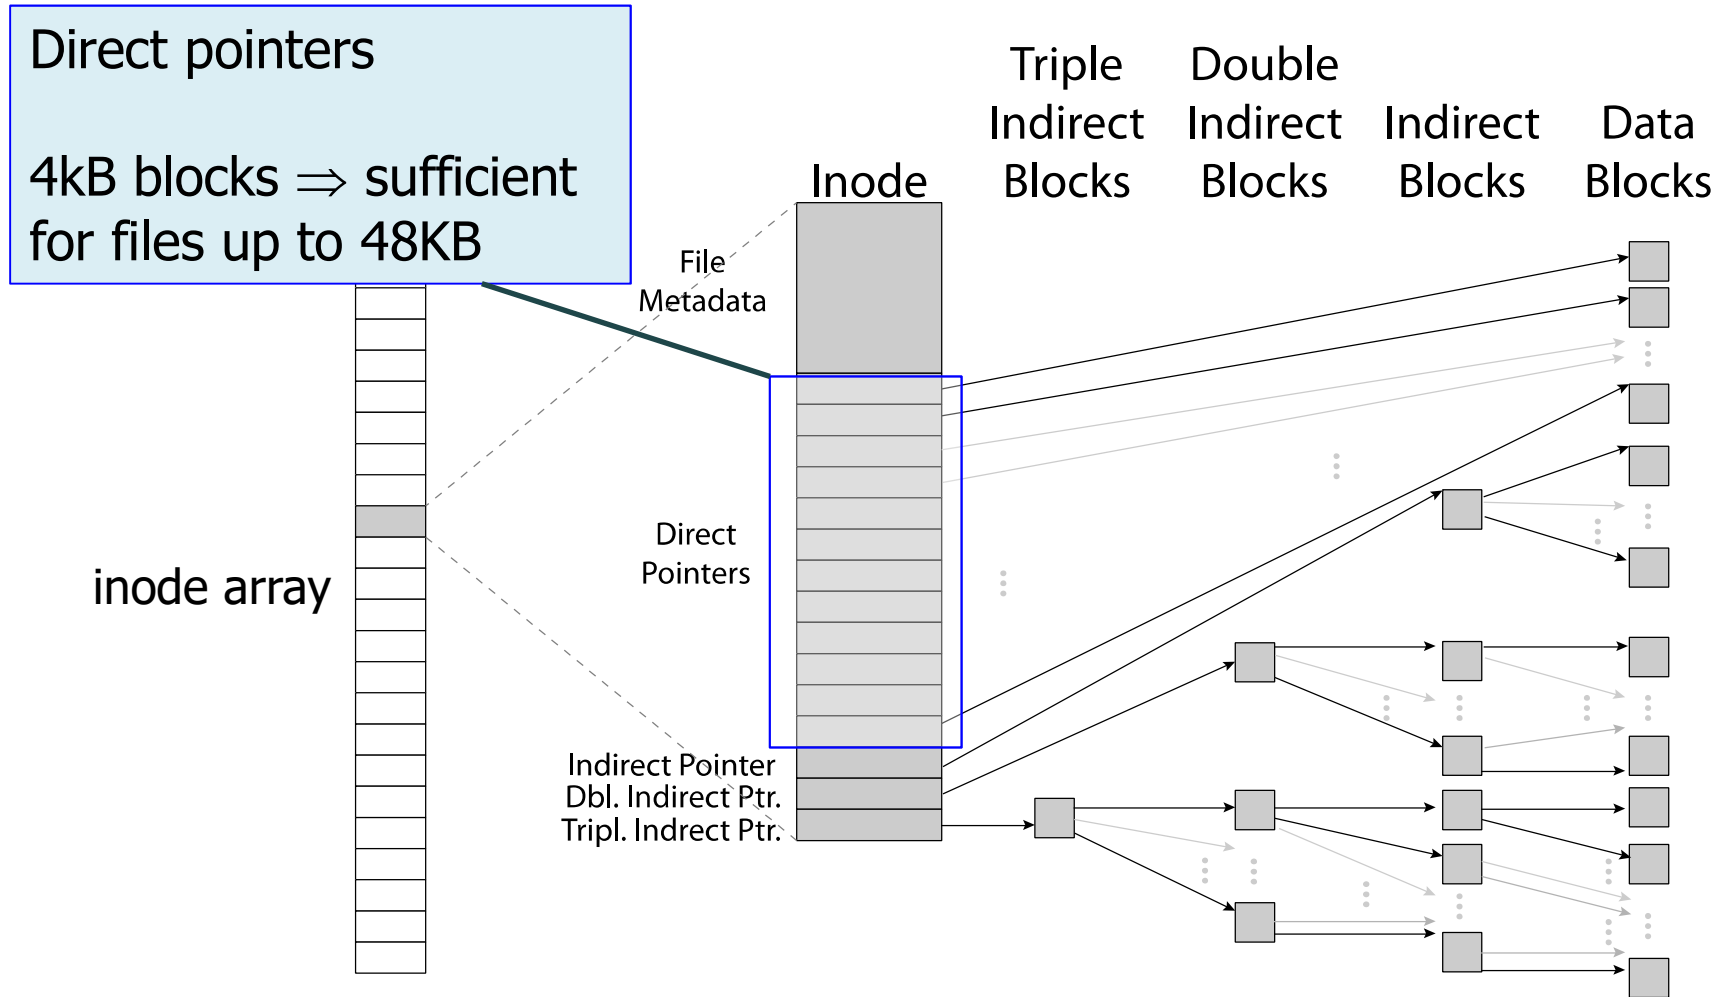 Direct pointers
4kB blocks ⇒ sufficient
for files up to 48KB
Triple
Indirect
Blocks
Double
Indirect
Blocks
Indirect
Blocks
Data
Blocks
Inode
File
Metadata
Direct
Pointers
inode array
Indirect Pointer
Dbl. Indirect Ptr.
Tripl. Indrect Ptr.